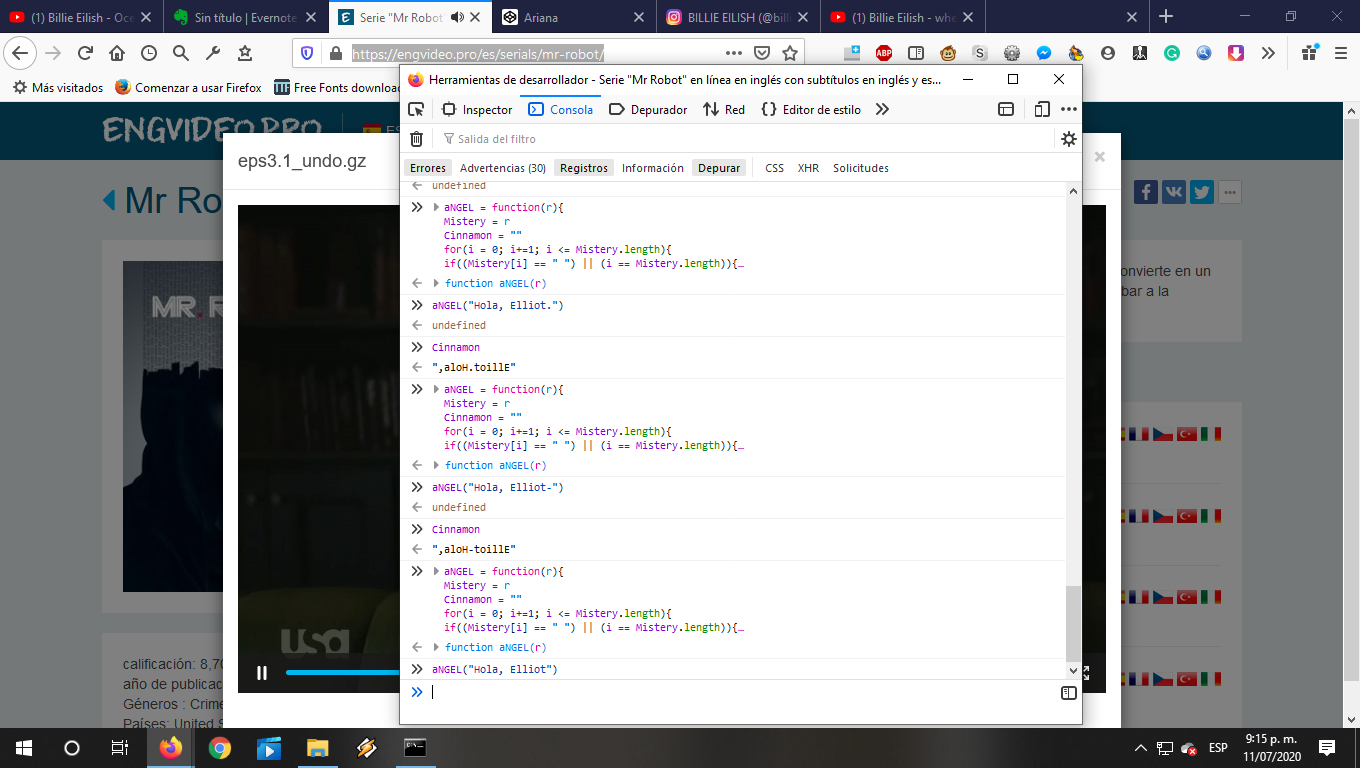 (1) Billie Eilish - Oce
Sin título | Evernote
Serie "Mr Robot"
Ariana
BILLIE EILISH (@billi
(1) Billie Eilish - whe
https://engvideo.pro/es/serials/mr-robot/
Más visitados
Comenzar a usar Firefox
Free Fonts download
Herramientas de desarrollador - Serie "Mr Robot" en línea en inglés con subtítulos en inglés y es...
Inspector
Consola
Depurador
Red
Editor de estilo
Salida del filtro
Errores
Advertencias (30)
Registros
Información
Depurar
CSS
XHR
Solicitudes
undefined
aNGEL = function(r){
Mistery = r
Cinnamon = ""
for(i = 0; i+=1; i <= Mistery.length){
if((Mistery[i] == " ") || (i == Mistery.length)){…
function aNGEL(r)
aNGEL("Hola, Elliot.")
undefined
Cinnamon
",aloH.toillE"
aNGEL = function(r){
Mistery = r
Cinnamon = ""
for(i = 0; i+=1; i <= Mistery.length){
if((Mistery[i] == " ") || (i == Mistery.length)){…
function aNGEL(r)
aNGEL("Hola, Elliot-")
undefined
Cinnamon
",aloH-toillE"
aNGEL = function(r){
Mistery = r
Cinnamon = ""
for(i = 0; i+=1; i <= Mistery.length){
if((Mistery[i] == " ") || (i == Mistery.length)){…
function aNGEL(r)
aNGEL("Hola, Elliot")
ENGVIDEO.PRO
ES
eps3.1_undo.gz
Mr Ro
MR. R
usa
onvierte en un
bar a la
calificación: 8,70
año de publicac
Géneros : Crime
Países: United S
ESP
9:15 p. m.
11/07/2020